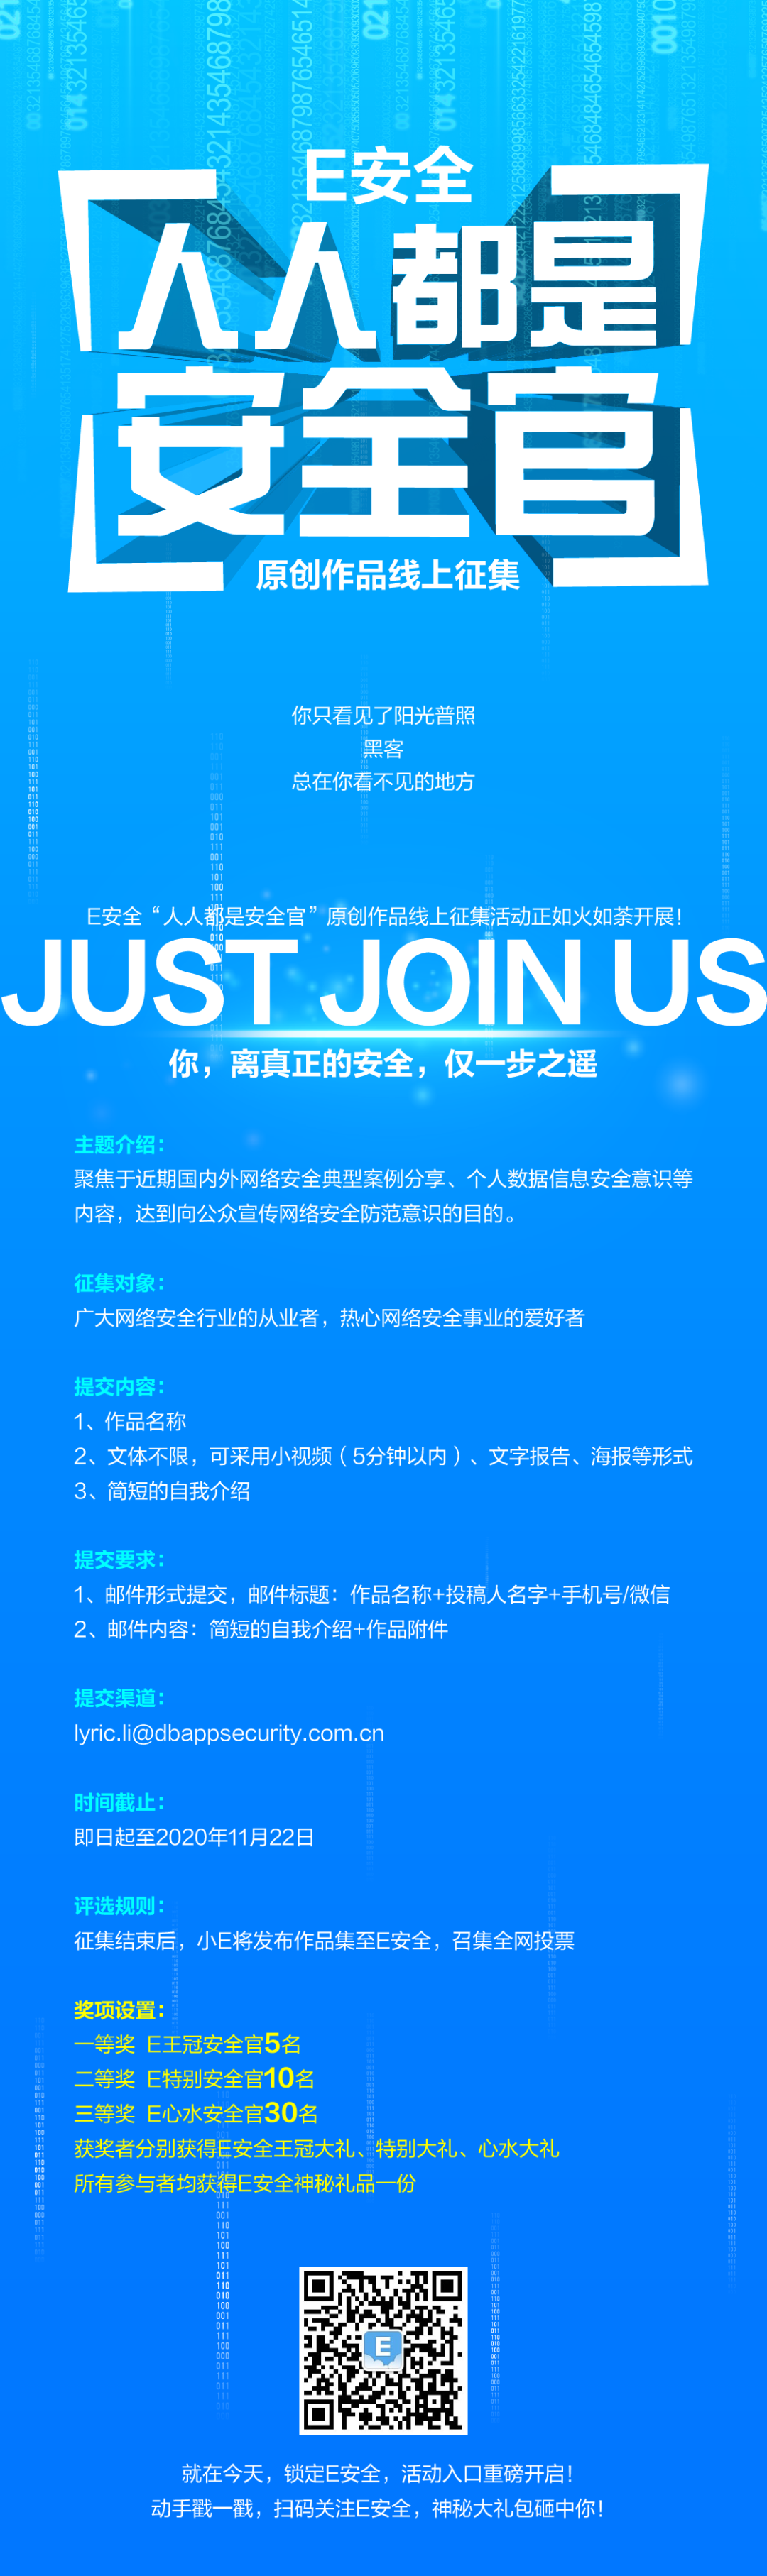 E安全
人人都是
安全官
原创作品线上征集
你只看见了阳光普照
黑客
总在你看不见的地方
E安全“人人都是安全官”原创作品线上征集活动正如火如荼开展！
JUST JOIN US
你，离真正的安全，仅一步之遥
主题介绍：
聚焦于近期国内外网络安全典型案例分享、个人数据信息安全意识等
内容，达到向公众宣传网络安全防范意识的目的。
征集对象：
广大网络安全行业的从业者，热心网络安全事业的爱好者
提交内容：
1、作品名称
2、文体不限，可采用小视频（5分钟以内）、文字报告、海报等形式
3、简短的自我介绍
提交要求：
1、邮件形式提交，邮件标题：作品名称+投稿人名字+手机号/微信
2、邮件内容：简短的自我介绍+作品附件
提交渠道：
lyric.li@dbappsecurity.com.cn
时间截止：
即日起至2020年11月22日
评选规则：
征集结束后，小E将发布作品集至E安全，召集全网投票
奖项设置：
一等奖 E王冠安全官5名
二等奖 E特别安全官10名
三等奖 E心水安全官30名
获奖者分别获得E安全王冠大礼、特别大礼、心水大礼
所有参与者均获得E安全神秘礼品一份
E
就在今天，锁定E安全，活动入口重磅开启！
动手戳一戳，扫码关注E安全，神秘大礼包砸中你！